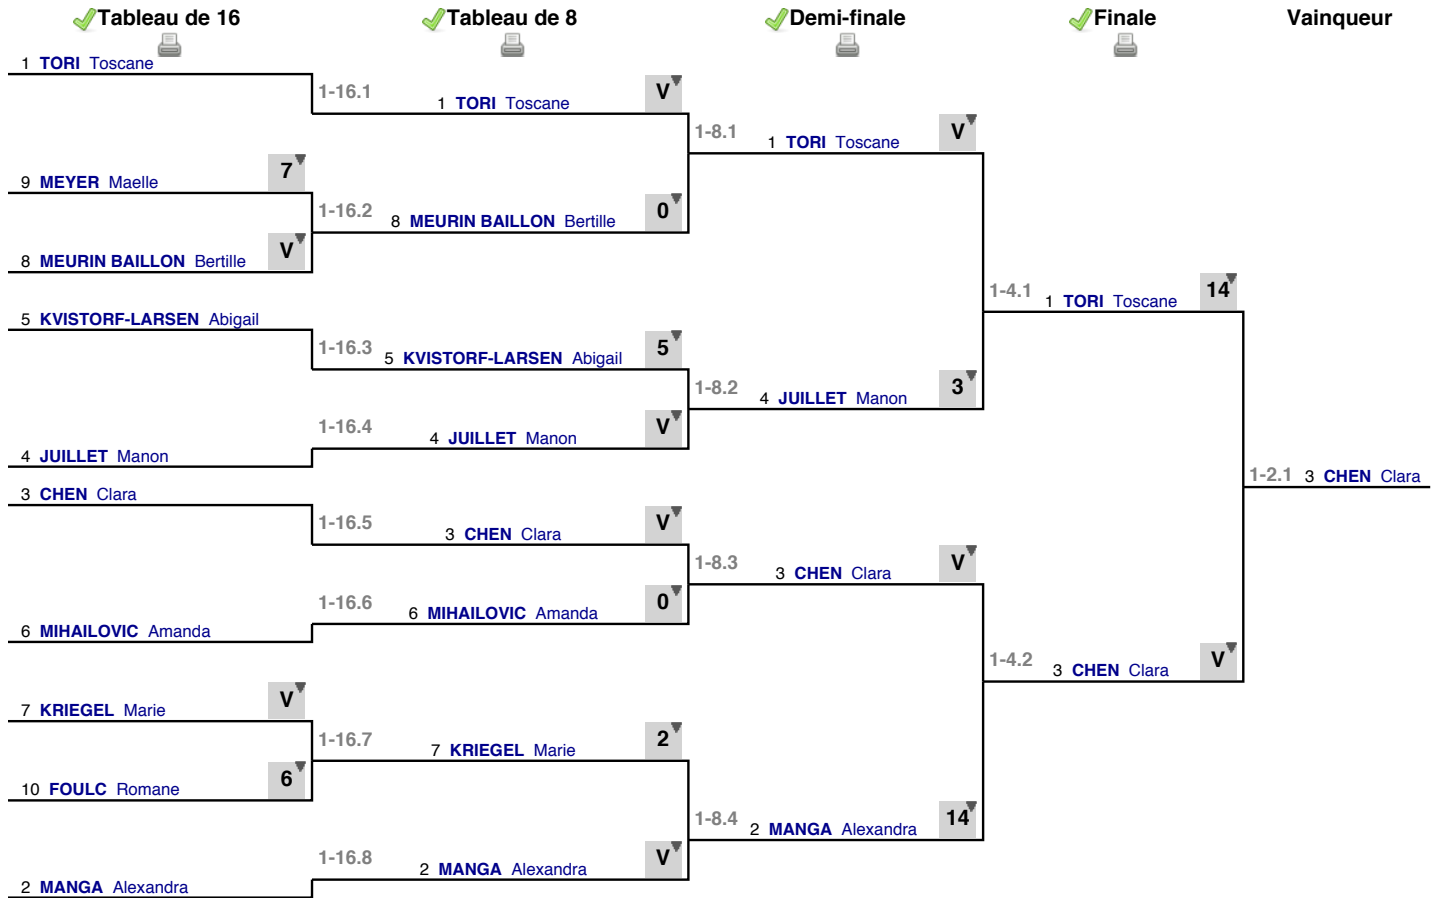 Tableau de 16
Tableau de 8
Demi-finale
Finale
Vainqueur
1 TORI Toscane
9 MEYER Maelle 7
8 MEURIN BAILLON Bertille V
5 KVISTORF-LARSEN Abigail
4 JUILLET Manon
3 CHEN Clara
6 MIHAILOVIC Amanda
7 KRIEGEL Marie V
10 FOULC Romane 6
2 MANGA Alexandra
1-16.1 1 TORI Toscane V
1-16.2 8 MEURIN BAILLON Bertille 0
1-16.3 5 KVISTORF-LARSEN Abigail 5
1-16.4 4 JUILLET Manon V
1-16.5 3 CHEN Clara V
1-16.6 6 MIHAILOVIC Amanda 0
1-16.7 7 KRIEGEL Marie 2
1-16.8 2 MANGA Alexandra V
1-8.1 1 TORI Toscane V
1-8.2 4 JUILLET Manon 3
1-8.3 3 CHEN Clara V
1-8.4 2 MANGA Alexandra 14
1-4.1 1 TORI Toscane 14
1-4.2 3 CHEN Clara V
1-2.1 3 CHEN Clara